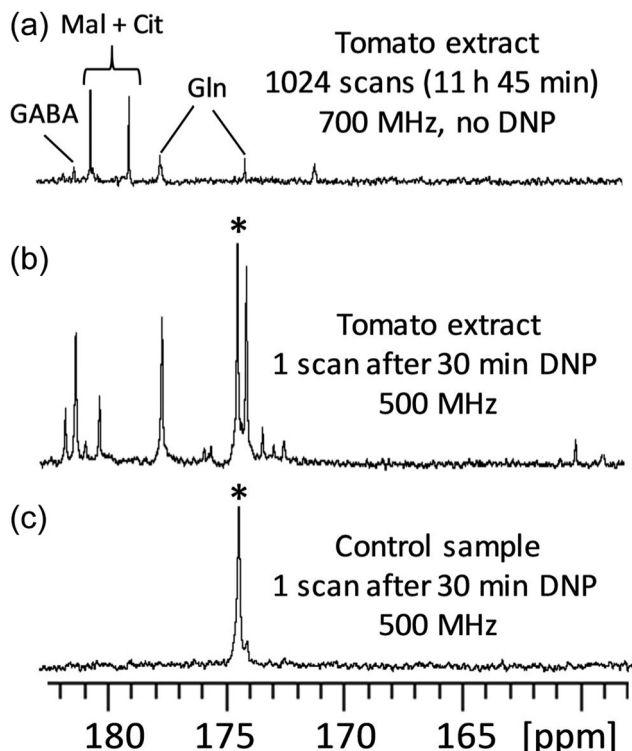 (a)
Mal + Cit
GABA
Gln
Tomato extract
1024 scans (11 h 45 min)
700 MHz, no DNP
(b)
*
Tomato extract
1 scan after 30 min DNP
500 MHz
(c)
*
Control sample
1 scan after 30 min DNP
500 MHz
180 175 170 165 [ppm]